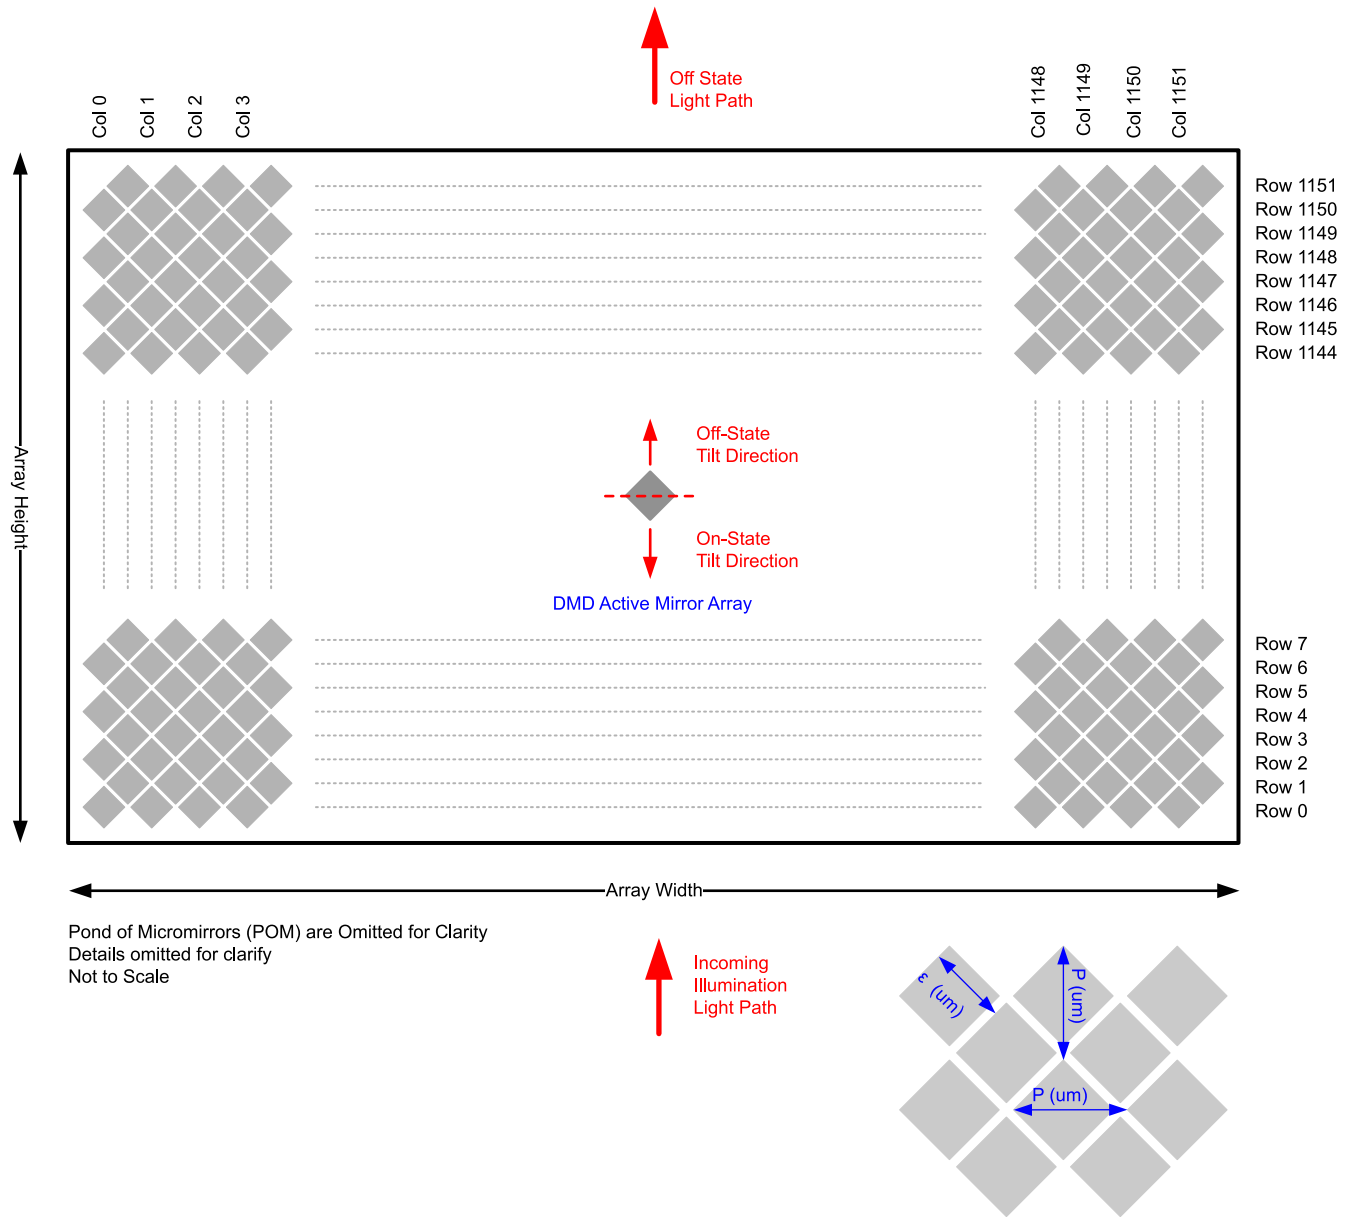 Off State
Light Path
Col 0
Col 1
Col 2
Col 3
Col 1148
Col 1149
Col 1150
Col 1151
Row 1151
Row 1150
Row 1149
Row 1148
Row 1147
Row 1146
Row 1145
Row 1144
Array Height
Off-State
Tilt Direction
On-State
Tilt Direction
DMD Active Mirror Array
Row 7
Row 6
Row 5
Row 4
Row 3
Row 2
Row 1
Row 0
Array Width
Pond of Micromirrors (POM) are Omitted for Clarity
Details omitted for clarify
Not to Scale
Incoming
Illumination
Light Path
ε (um)
P (um)
P (um)